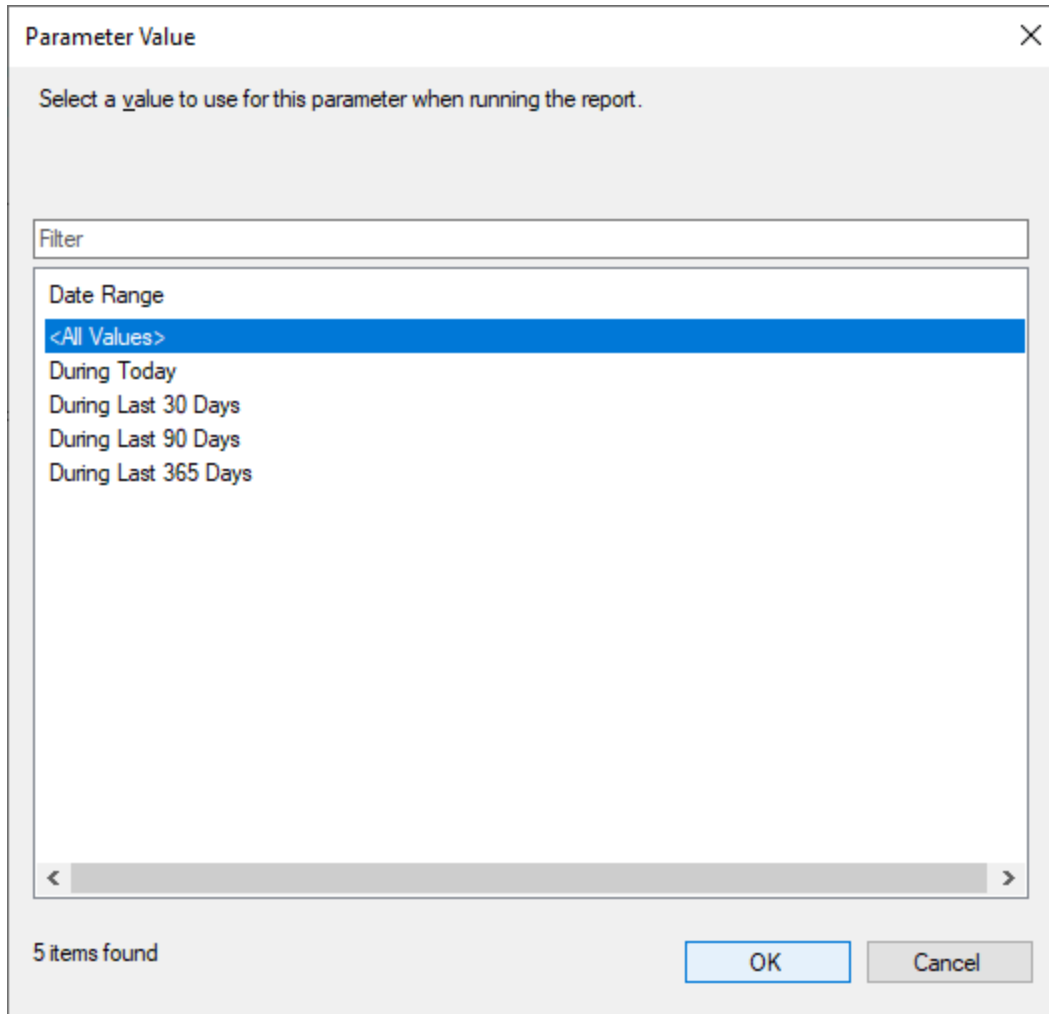 Parameter Value
Select a value to use for this parameter when running the report.
Filter
Date Range
<All Values>
During Today
During Last 30 Days
During Last 90 Days
During Last 365 Days
5 items found
OK
Cancel